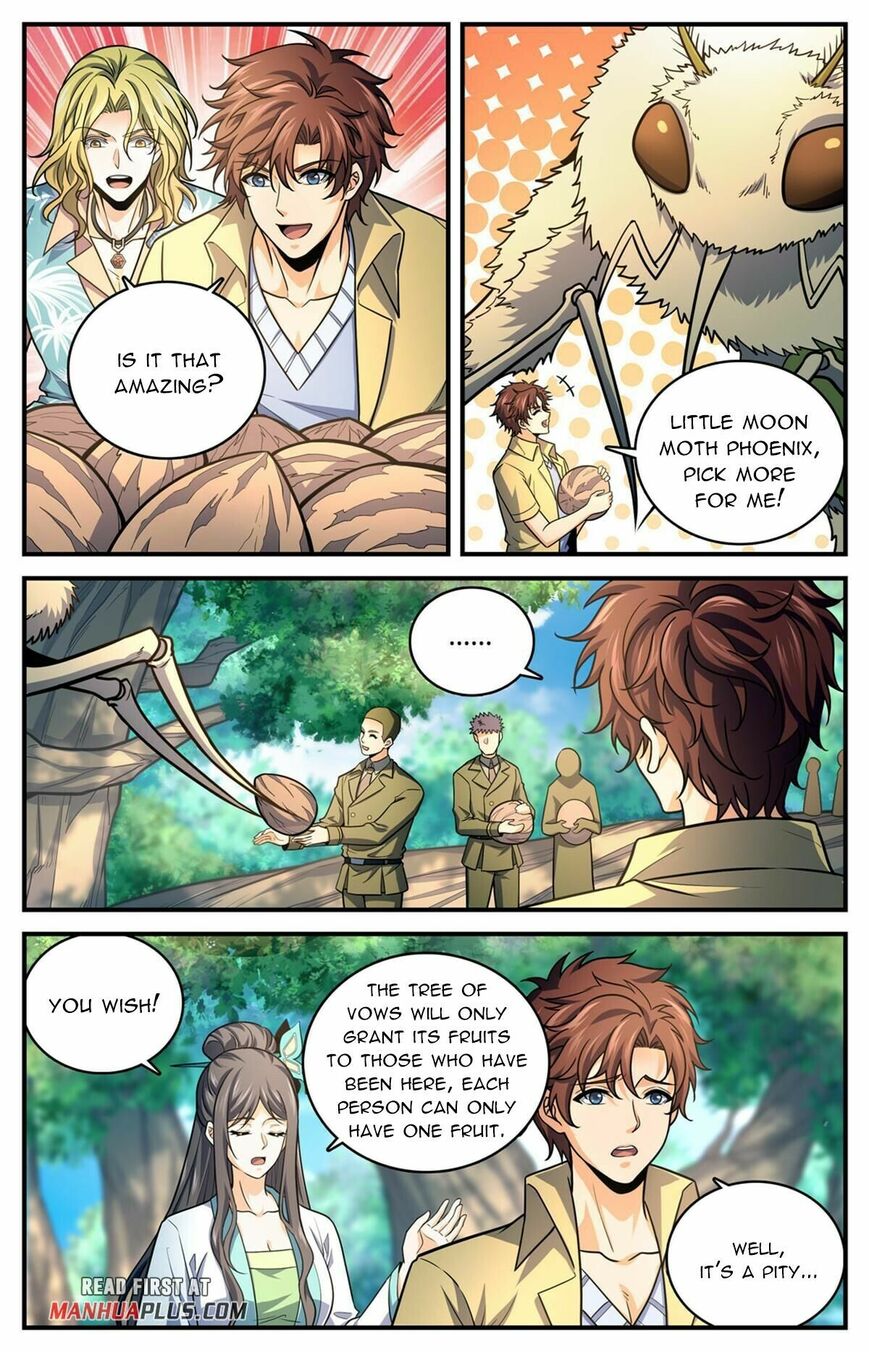 IS IT THAT
AMAZING?
LITTLE MOON
MOTH PHOENIX,
PICK MORE
FOR ME!
......
YOU WISH!
THE TREE OF
VOWS WILL ONLY
GRANT ITS FRUITS
TO THOSE WHO HAVE
BEEN HERE, EACH
PERSON CAN ONLY
HAVE ONE FRUIT.
WELL,
IT'S A PITY...
READ FIRST AT
MANHUAPLUS.COM